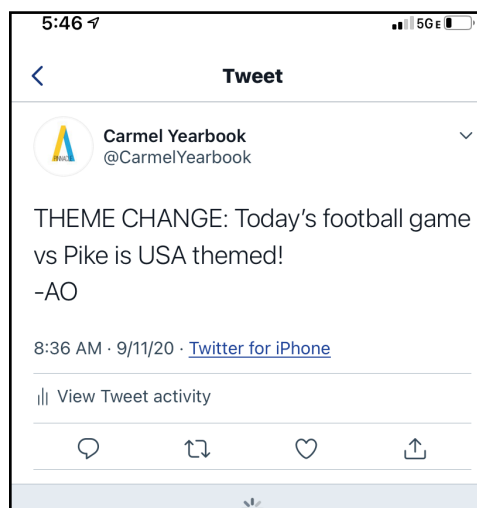 5:46
5GE
Tweet
PINNACLE
Carmel Yearbook
@CarmelYearbook
THEME CHANGE: Today's football game
vs Pike is USA themed!
-AO
8:36 AM · 9/11/20 · Twitter for iPhone
View Tweet activity